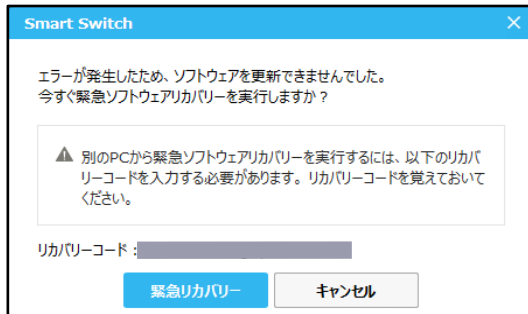 Smart Switch
エラーが発生したため、ソフトウェアを更新できませんでした。
今すぐ緊急ソフトウェアリカバリーを実行しますか？
別のPCから緊急ソフトウェアリカバリーを実行するには、以下のリカバ
リーコードを入力する必要があります。リカバリーコードを覚えておいて
ください。
リカバリーコード：
緊急リカバリー
キャンセル